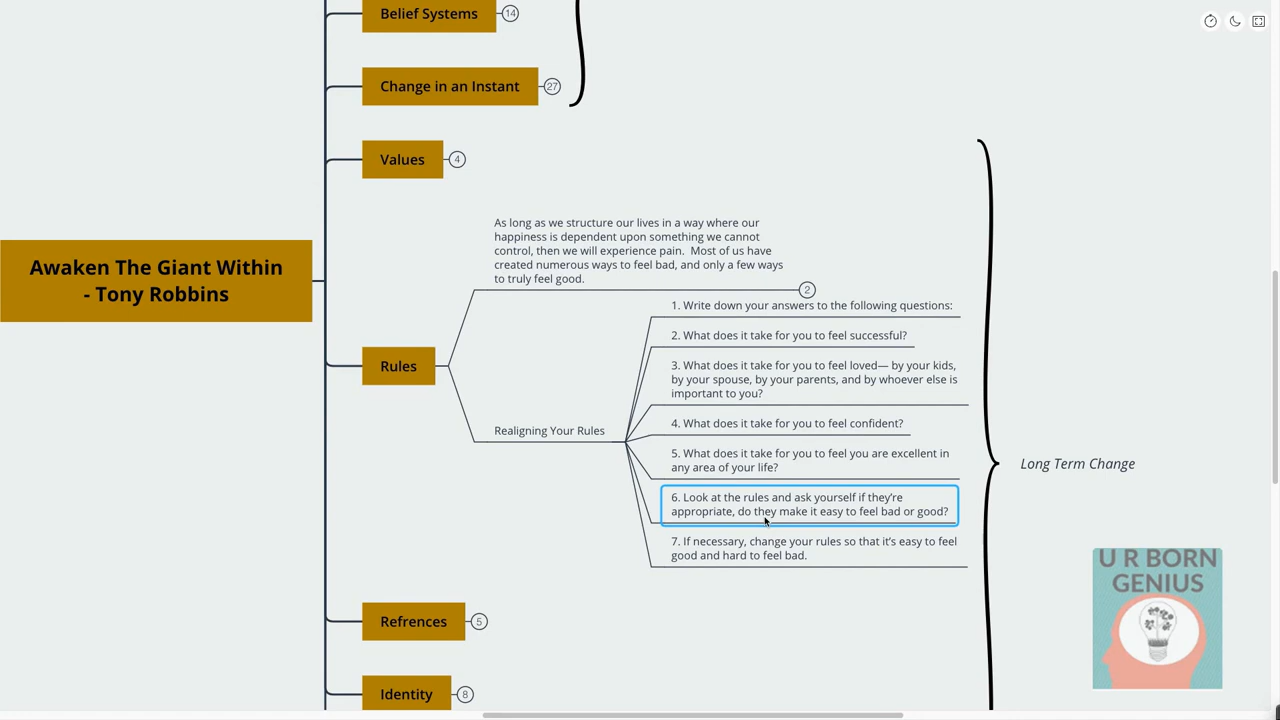 Belief Systems
14
Change in an Instant
27
Values
4
Awaken The Giant Within
- Tony Robbins
As long as we structure our lives in a way where our
happiness is dependent upon something we cannot
control, then we will experience pain.  Most of us have
created numerous ways to feel bad, and only a few ways
to truly feel good.
2
Rules
Realigning Your Rules
1. Write down your answers to the following questions:
2. What does it take for you to feel successful?
3. What does it take for you to feel loved— by your kids,
by your spouse, by your parents, and by whoever else is
important to you?
4. What does it take for you to feel confident?
5. What does it take for you to feel you are excellent in
any area of your life?
6. Look at the rules and ask yourself if they’re
appropriate, do they make it easy to feel bad or good?
7. If necessary, change your rules so that it’s easy to feel
good and hard to feel bad.
Long Term Change
Refrences
5
Identity
8
U R BORN
GENIUS